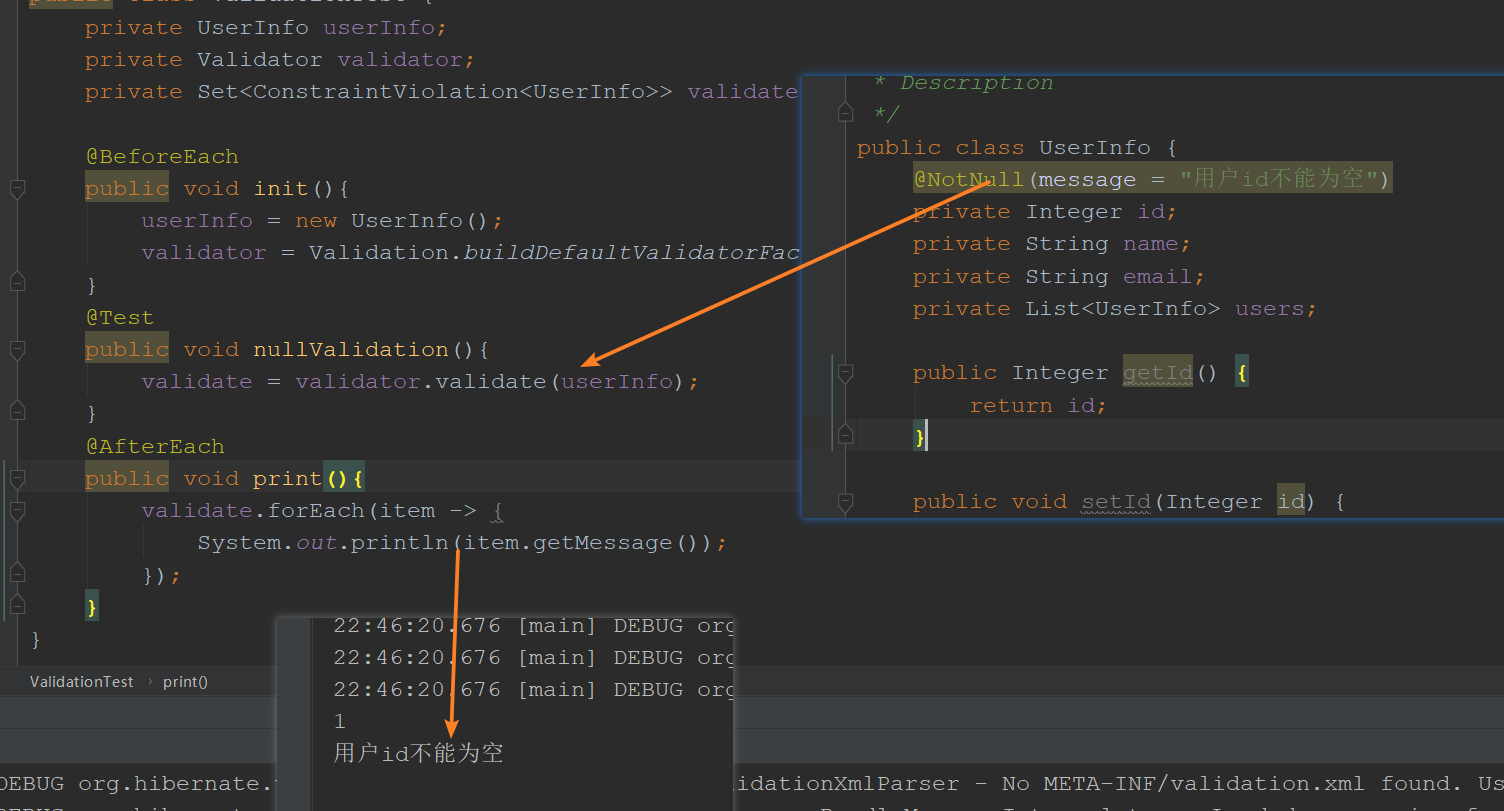 public class ValidationTest {
private UserInfo userInfo;
private Validator validator;
private Set<ConstraintViolation<UserInfo>> validate
@BeforeEach
public void init(){
userInfo = new UserInfo();
validator = Validation.buildDefaultValidatorFac
}
@Test
public void nullValidation(){
validate = validator.validate(userInfo);
}
@AfterEach
public void print(){
validate.forEach(item -> {
System.out.println(item.getMessage());
});
}
}
* Description
*/
public class UserInfo {
@NotNull(message = "用户id不能为空")
private Integer id;
private String name;
private String email;
private List<UserInfo> users;
public Integer getId() {
return id;
}
public void setId(Integer id) {
ValidationTest › print()
22:46:20.676 [main] DEBUG org
22:46:20.676 [main] DEBUG org
22:46:20.676 [main] DEBUG org
1
用户id不能为空
DEBUG org.hibernate. idationXmlParser - No META-INF/validation.xml found. Us